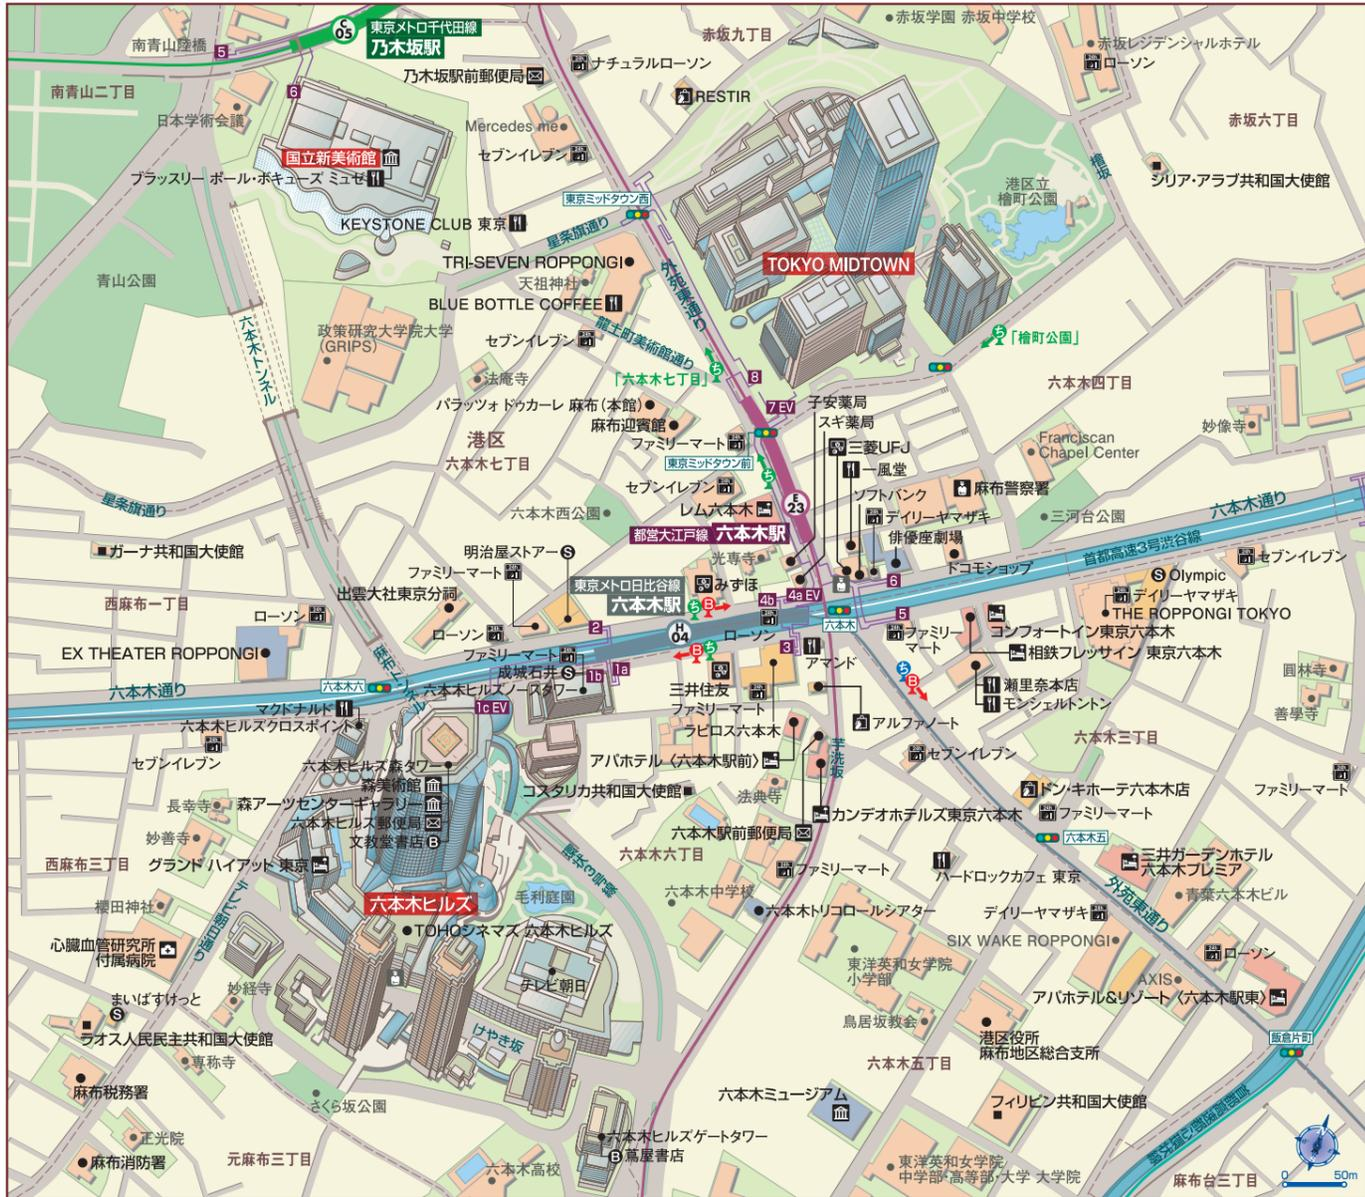 南青山陸橋
5
C
05
東京メトロ千代田線
乃木坂駅
乃木坂駅前郵便局
ナチュラルローソン
赤坂九丁目
赤坂学園 赤坂中学校
赤坂レジデンシャルホテル
ローソン
南青山二丁目
6
RESTIR
日本学術会議
Mercedes me
赤坂六丁目
国立新美術館
セブンイレブン
ブラッスリー ポール・ボキューズ ミュゼ
檜坂
シリア・アラブ共和国大使館
港区立
檜町公園
東京ミッドタウン西
KEYSTONE CLUB 東京
星条旗通り
TRI-SEVEN ROPPONGI
外苑東通り
TOKYO MIDTOWN
青山公園
天祖神社
BLUE BOTTLE COFFEE
六本木トンネル
政策研究大学院大学
(GRIPS)
セブンイレブン
龍土町美術館通り
ち
「檜町公園」
法庵寺
「六本木七丁目」
ち
8
六本木四丁目
パラッツォ ドゥカーレ 麻布(本館)
7 EV
子安薬局
麻布迎賓館
スギ薬局
妙像寺
港区
六本木七丁目
ファミリーマート
三菱UFJ
Franciscan
Chapel Center
東京ミッドタウン前
一風堂
ち
セブンイレブン
ソフトバンク
麻布警察署
星条旗通り
六本木西公園
レム六本木
E
23
デイリーヤマザキ
三河台公園
六本木通り
都営大江戸線 六本木駅
俳優座劇場
首都高速3号渋谷線
ガーナ共和国大使館
明治屋ストアー
S
光専寺
ドコモショップ
セブンイレブン
ファミリーマート
東京メトロ日比谷線
六本木駅
みずほ
6
S
Olympic
西麻布一丁目
出雲大社東京分祠
ち
B
4b
4a EV
デイリーヤマザキ
THE ROPPONGI TOKYO
ローソン
ローソン
2
H
04
ローソン
六本木
5
ファミリー
マート
コンフォートイン東京六本木
EX THEATER ROPPONGI
麻布トンネル
ファミリーマート
1a
B
ち
3
アマンド
相鉄フレッサイン 東京六本木
成城石井
S
1b
ち
B
圓林寺
六本木通り
六本木六
六本木ヒルズノースタワー
三井住友
瀬里奈本店
マクドナルド
1c EV
ファミリーマート
モンシェルトントン
善學寺
六本木ヒルズクロスポイント
ラピロス六本木
アルファノート
セブンイレブン
芋洗坂
セブンイレブン
六本木三丁目
六本木ヒルズ森タワー
アパホテル〈六本木駅前〉
森美術館
コスタリカ共和国大使館
法典寺
ドン・キホーテ六本木店
ファミリーマート
長幸寺
森アーツセンターギャラリー
カンデオホテルズ東京六本木
ファミリーマート
六本木ヒルズ郵便局
六本木駅前郵便局
六本木五
妙善寺
文教堂書店
B
環状3号線
六本木六丁目
西麻布三丁目
グランド ハイアット 東京
ファミリーマート
ハードロックカフェ 東京
三井ガーデンホテル
六本木プレミア
テレビ朝日通り
六本木ヒルズ
毛利庭園
六本木中学校
外苑東通り
青葉六本木ビル
櫻田神社
六本木トリコロールシアター
デイリーヤマザキ
TOHOシネマズ 六本木ヒルズ
SIX WAKE ROPPONGI
心臓血管研究所
付属病院
ローソン
東洋英和女学院
小学部
妙経寺
テレビ朝日
AXIS
アパホテル&リゾート〈六本木駅東〉
まいばすけっと
S
鳥居坂教会
港区役所
麻布地区総合支所
ラオス人民民主共和国大使館
けやき坂
飯倉片町
専称寺
六本木五丁目
麻布税務署
さくら坂公園
六本木ミュージアム
フィリピン共和国大使館
首都高速都心環状線
正光院
六本木ヒルズゲートタワー
麻布消防署
元麻布三丁目
B
蔦屋書店
六本木高校
東洋英和女学院
中学部・高等部・大学 大学院
麻布台三丁目
0
50m